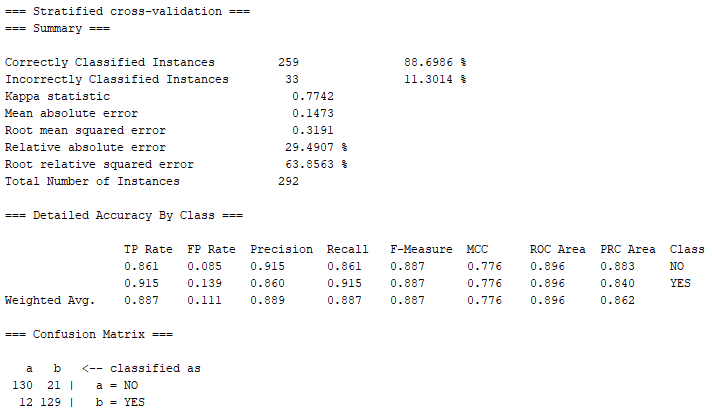 === Stratified cross-validation ===
=== Summary ===
Correctly Classified Instances 259 88.6986 %
Incorrectly Classified Instances 33 11.3014 %
Kappa statistic 0.7742
Mean absolute error 0.1473
Root mean squared error 0.3191
Relative absolute error 29.4907 %
Root relative squared error 63.8563 %
Total Number of Instances 292
=== Detailed Accuracy By Class ===
TP Rate FP Rate Precision Recall F-Measure MCC ROC Area PRC Area Class
0.861 0.085 0.915 0.861 0.887 0.776 0.896 0.883 NO
0.915 0.139 0.860 0.915 0.887 0.776 0.896 0.840 YES
Weighted Avg. 0.887 0.111 0.889 0.887 0.887 0.776 0.896 0.862
=== Confusion Matrix ===
a b <-- classified as
130 21 | a = NO
12 129 | b = YES